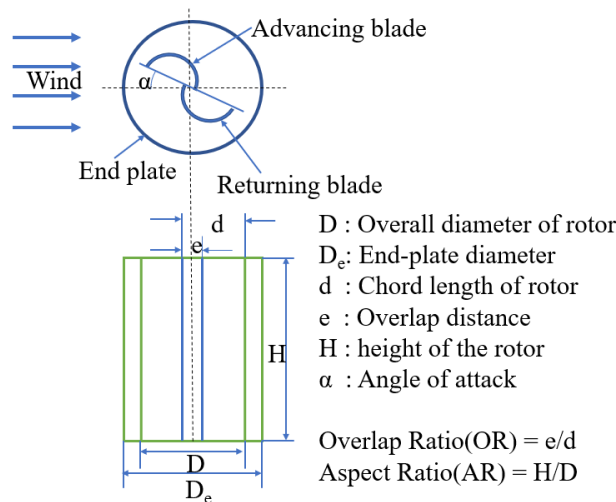 Advancing blade
Wind
α
End plate
Returning blade
d
e
H
D
Dₑ
D : Overall diameter of rotor
Dₑ: End-plate diameter
d : Chord length of rotor
e : Overlap distance
H : height of the rotor
α : Angle of attack
Overlap Ratio(OR) = e/d
Aspect Ratio(AR) = H/D